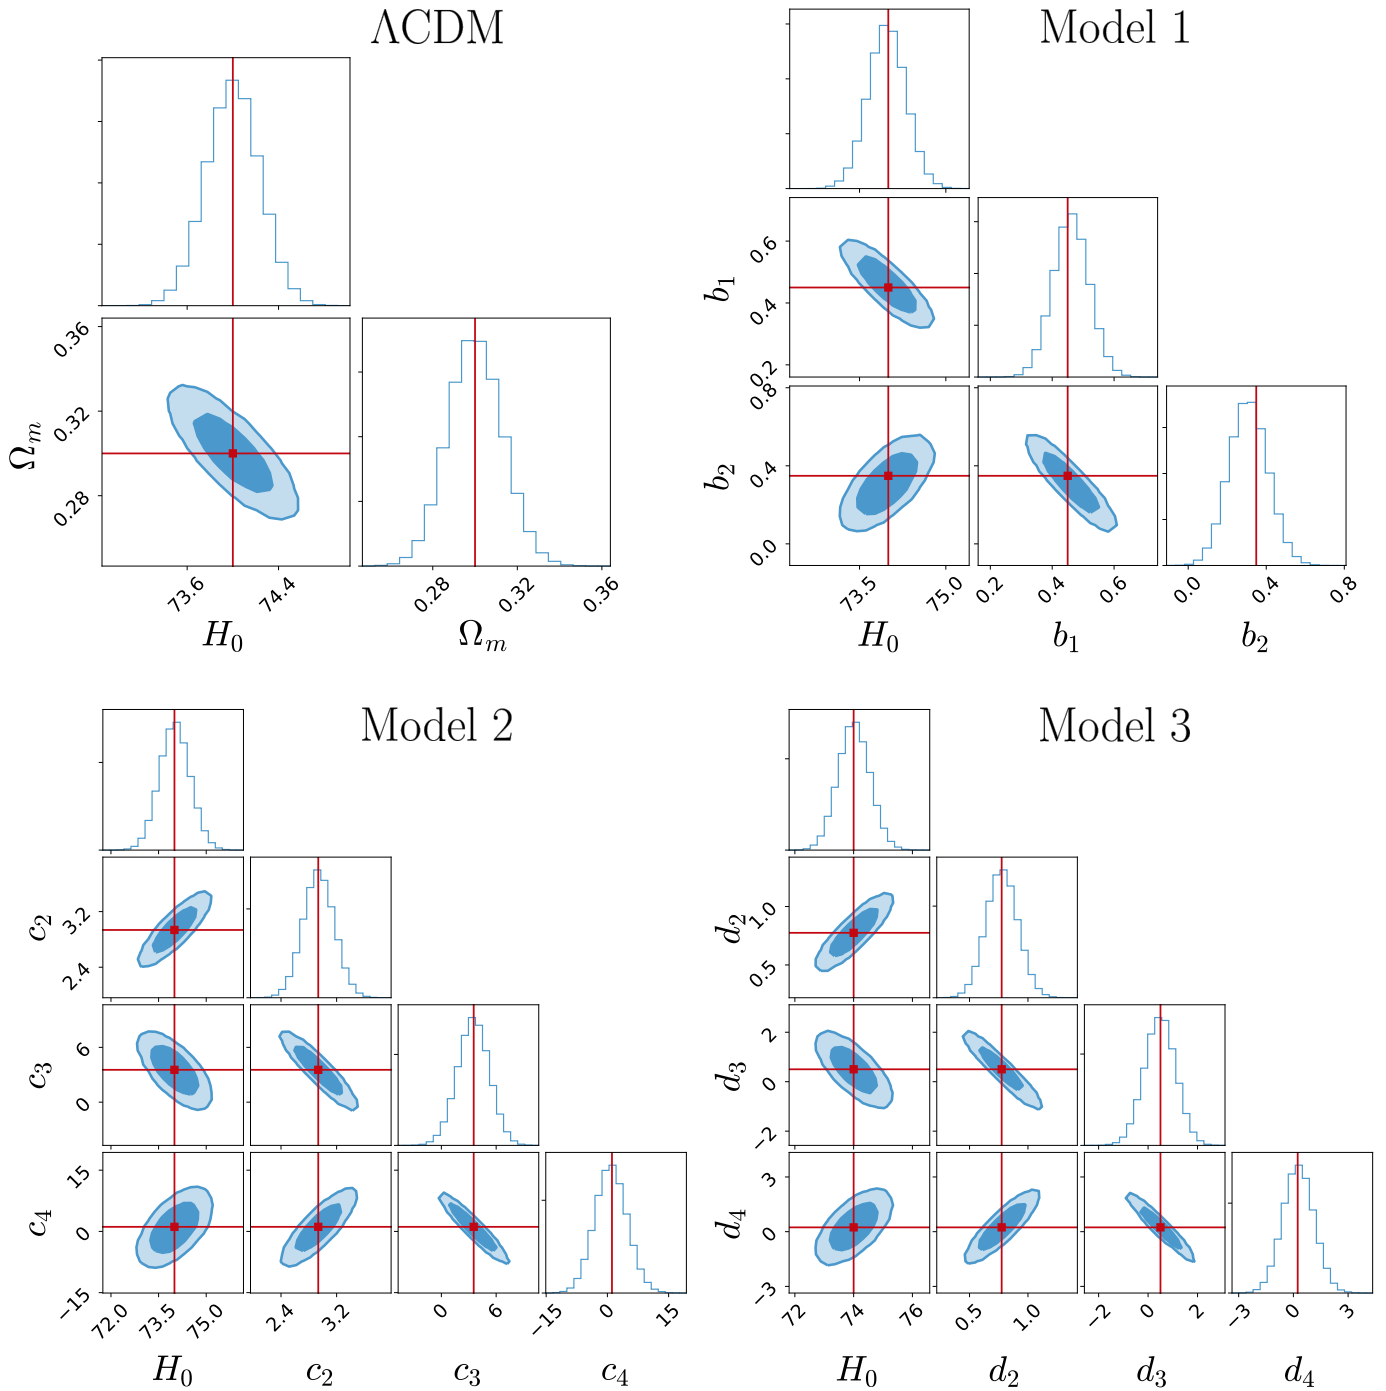 ΛCDM
Model 1
0.36
0.32
0.28
Ω_m
73.6
74.4
H_0
0.28
0.32
0.36
Ω_m
0.6
0.4
0.2
b_1
0.8
0.4
0.0
b_2
73.5
75.0
H_0
0.2
0.4
0.6
b_1
0.0
0.4
0.8
b_2
Model 2
Model 3
3.2
2.4
c_2
6
0
c_3
15
0
−15
c_4
72.0
73.5
75.0
H_0
2.4
3.2
c_2
0
6
c_3
−15
0
15
c_4
1.0
0.5
d_2
2
0
−2
d_3
3
0
−3
d_4
72
74
76
H_0
0.5
1.0
d_2
−2
0
2
d_3
−3
0
3
d_4